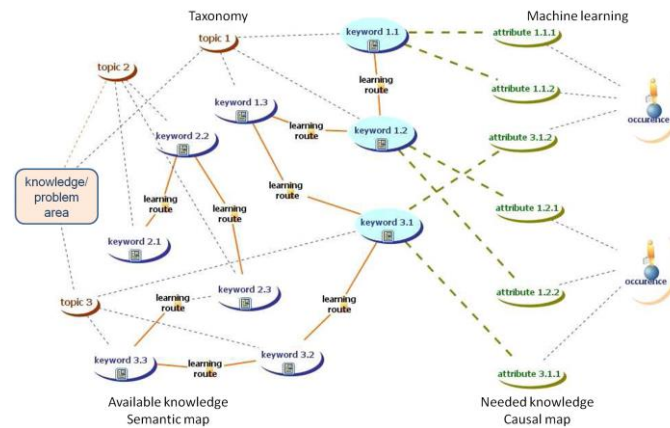 Taxonomy
Machine learning
topic 1
keyword 1.1
attribute 1.1.1
topic 2
learning
route
attribute 1.1.2
occurence
keyword 1.3
keyword 2.2
learning
route
keyword 1.2
attribute 3.1.2
knowledge/
problem
area
learning
route
learning
route
learning
route
attribute 1.2.1
keyword 3.1
keyword 2.1
occurence
topic 3
learning
route
keyword 2.3
learning
route
attribute 1.2.2
keyword 3.3
learning
route
keyword 3.2
attribute 3.1.1
Available knowledge
Semantic map
Needed knowledge
Causal map